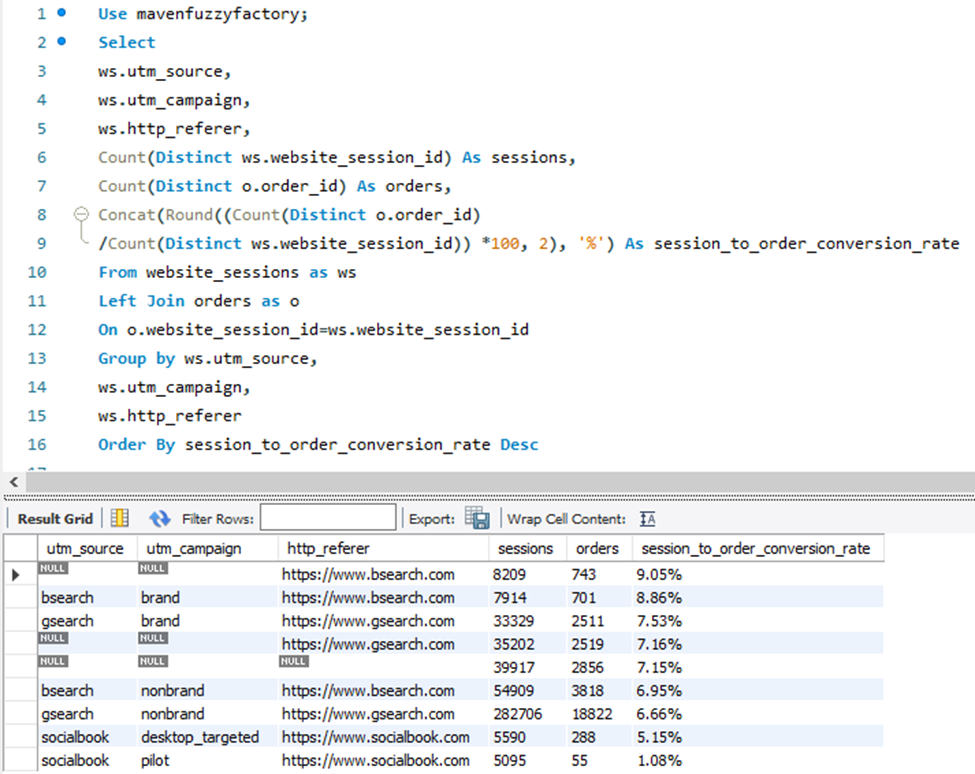 1 Use mavenfuzzyfactory;
2 Select
3 ws.utm_source,
4 ws.utm_campaign,
5 ws.http_referer,
6 Count(Distinct ws.website_session_id) As sessions,
7 Count(Distinct o.order_id) As orders,
8 Concat(Round((Count(Distinct o.order_id)
9 /Count(Distinct ws.website_session_id)) *100, 2), '%') As session_to_order_conversion_rate
10 From website_sessions as ws
11 Left Join orders as o
12 On o.website_session_id=ws.website_session_id
13 Group by ws.utm_source,
14 ws.utm_campaign,
15 ws.http_referer
16 Order By session_to_order_conversion_rate Desc
Result Grid Filter Rows: Export: Wrap Cell Content: IA
utm_source utm_campaign http_referer sessions orders session_to_order_conversion_rate
NULL NULL https://www.bsearch.com 8209 743 9.05%
bsearch brand https://www.bsearch.com 7914 701 8.86%
gsearch brand https://www.gsearch.com 33329 2511 7.53%
NULL NULL https://www.gsearch.com 35202 2519 7.16%
NULL NULL NULL 39917 2856 7.15%
bsearch nonbrand https://www.bsearch.com 54909 3818 6.95%
gsearch nonbrand https://www.gsearch.com 282706 18822 6.66%
socialbook desktop_targeted https://www.socialbook.com 5590 288 5.15%
socialbook pilot https://www.socialbook.com 5095 55 1.08%